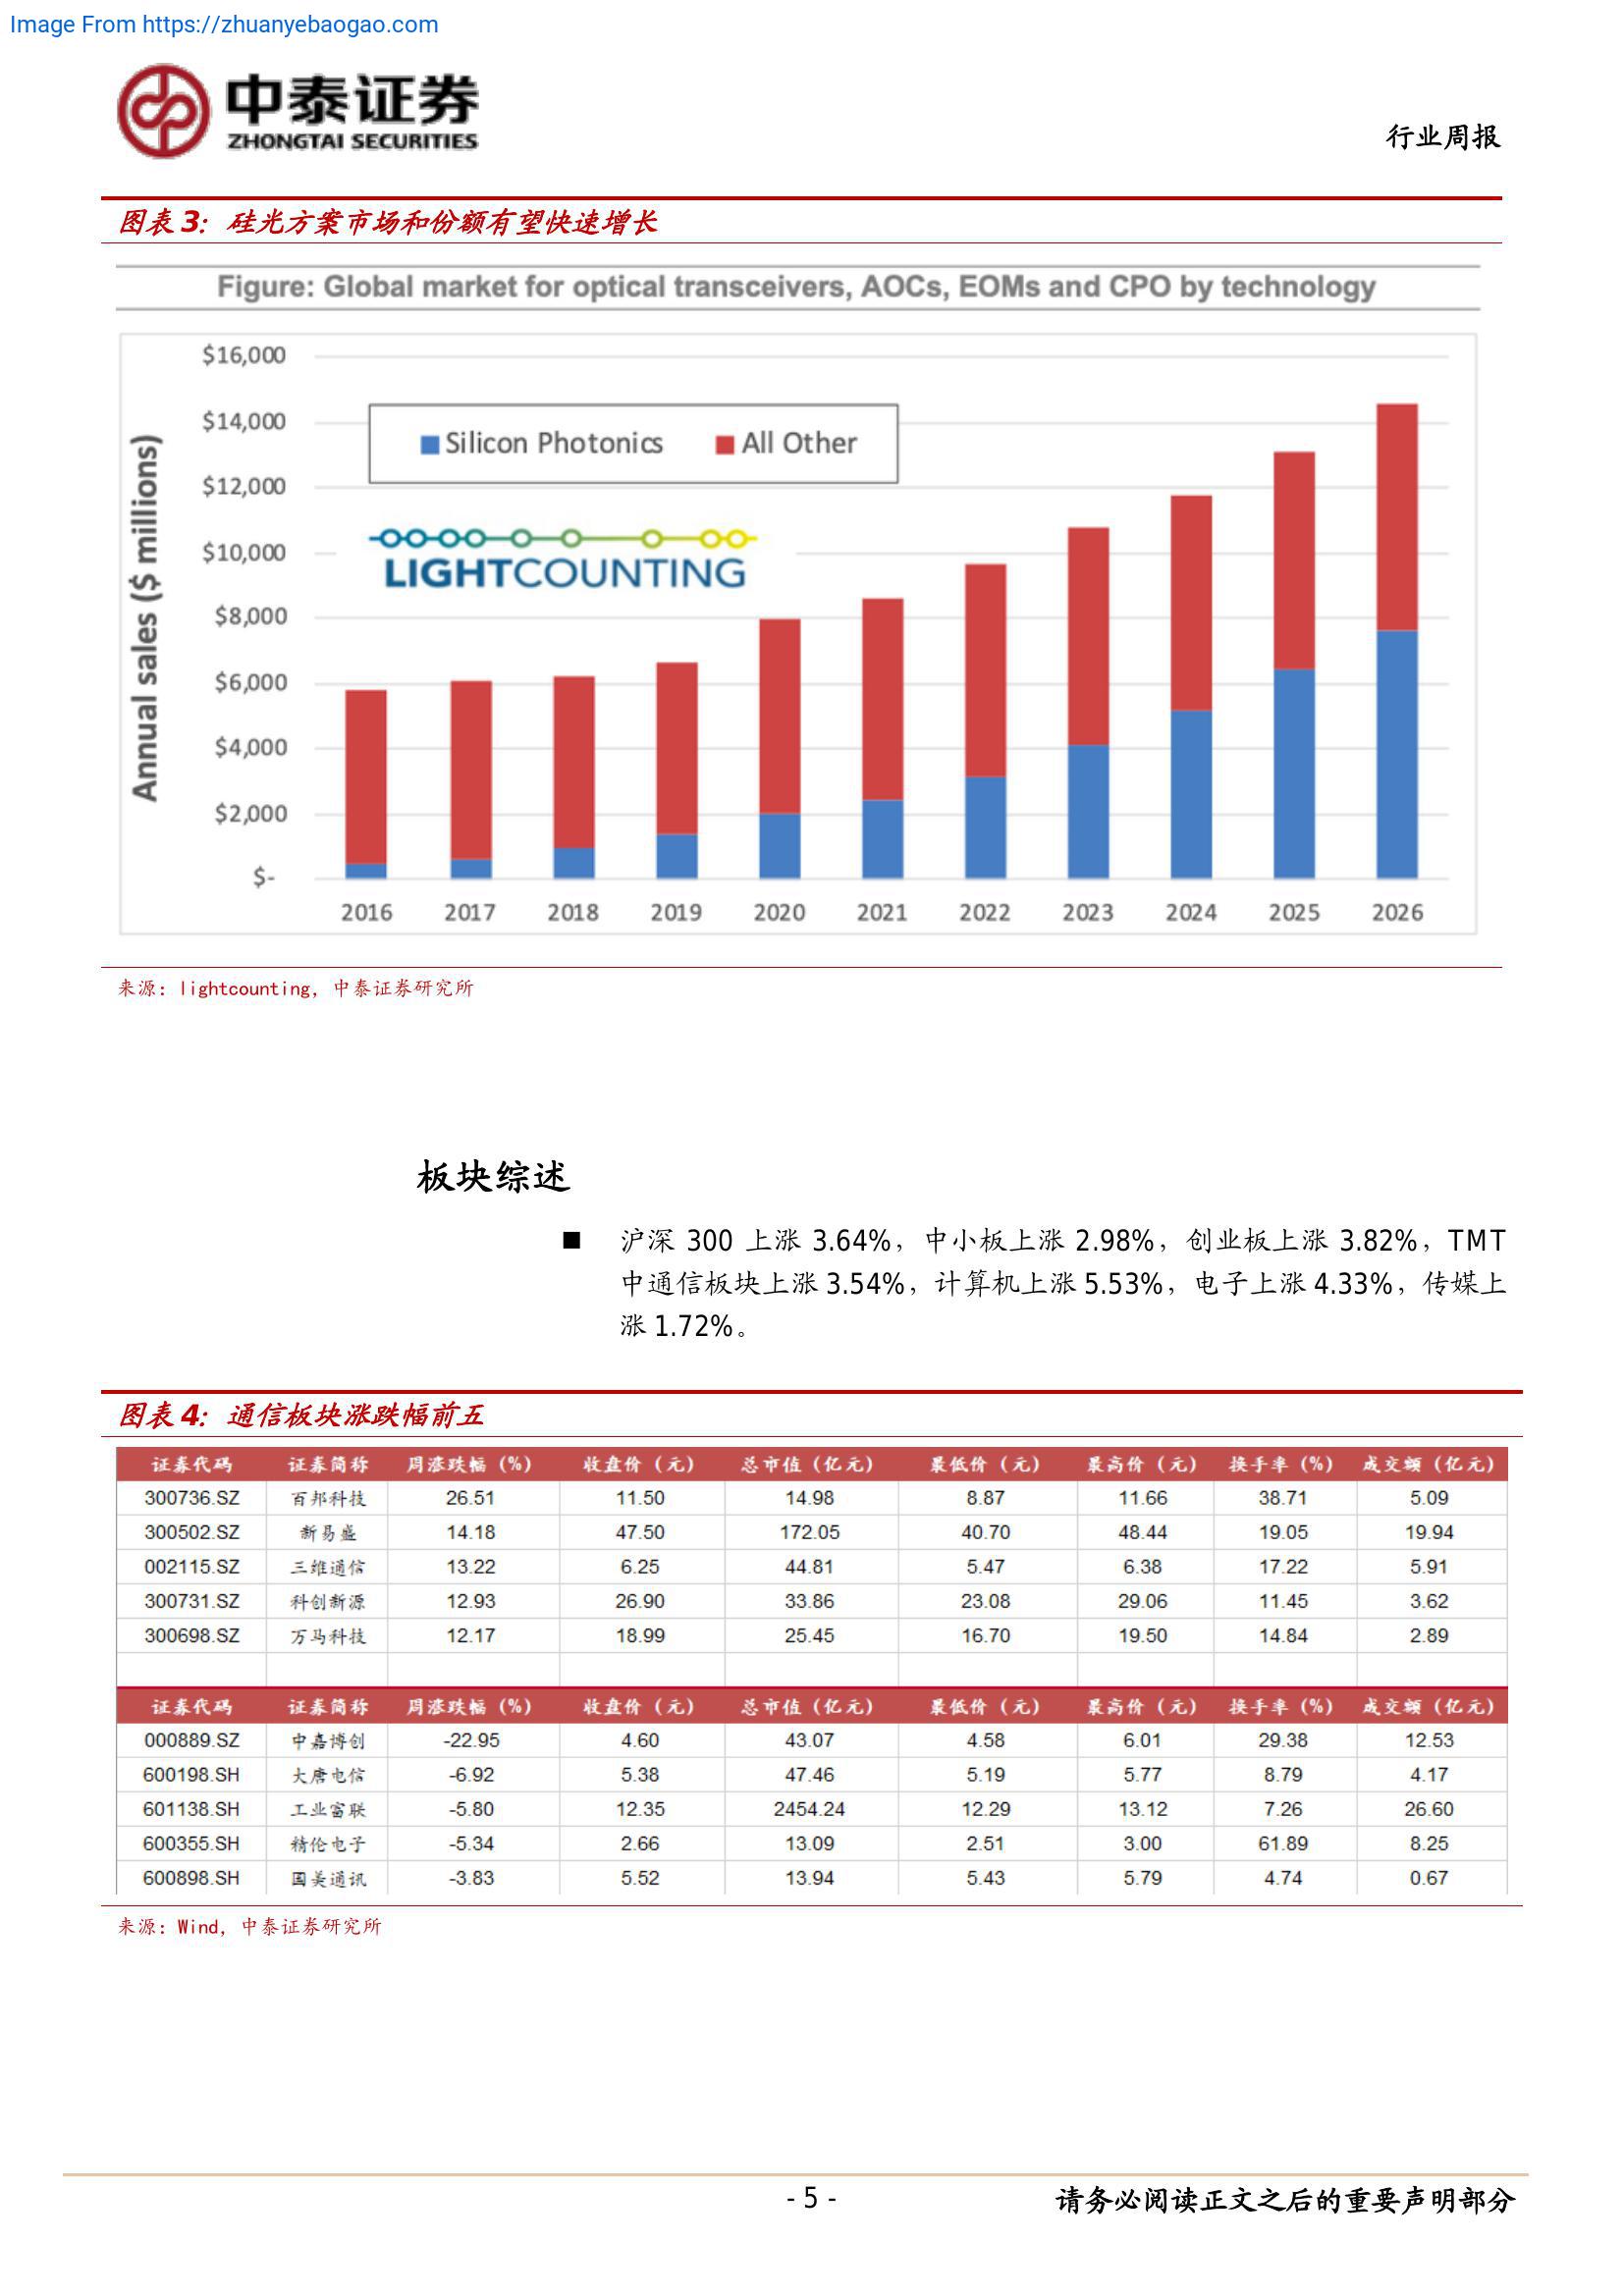 Image From https://zhuanyebaogao.com
中泰证券
ZHONGTAI SECURITIES
行业周报
图表 3：硅光方案市场和份额有望快速增长
Figure: Global market for optical transceivers, AOCs, EOMs and CPO by technology
Annual sales ($ millions)
$16,000
$14,000
$12,000
$10,000
$8,000
$6,000
$4,000
$2,000
$-
Silicon Photonics All Other
LIGHTCOUNTING
2016 2017 2018 2019 2020 2021 2022 2023 2024 2025 2026
来源：lightcounting，中泰证券研究所
板块综述
■ 沪深 300 上涨 3.64%，中小板上涨 2.98%，创业板上涨 3.82%，TMT
中通信板块上涨 3.54%，计算机上涨 5.53%，电子上涨 4.33%，传媒上
涨 1.72%。
图表 4：通信板块涨跌幅前五
证券代码 证券简称 周涨跌幅（%） 收盘价（元） 总市值（亿元） 最低价（元） 最高价（元） 换手率（%） 成交额（亿元）
300736.SZ 百邦科技 26.51 11.50 14.98 8.87 11.66 38.71 5.09
300502.SZ 新易盛 14.18 47.50 172.05 40.70 48.44 19.05 19.94
002115.SZ 三维通信 13.22 6.25 44.81 5.47 6.38 17.22 5.91
300731.SZ 科创新源 12.93 26.90 33.86 23.08 29.06 11.45 3.62
300698.SZ 万马科技 12.17 18.99 25.45 16.70 19.50 14.84 2.89
证券代码 证券简称 周涨跌幅（%） 收盘价（元） 总市值（亿元） 最低价（元） 最高价（元） 换手率（%） 成交额（亿元）
000889.SZ 中嘉博创 -22.95 4.60 43.07 4.58 6.01 29.38 12.53
600198.SH 大唐电信 -6.92 5.38 47.46 5.19 5.77 8.79 4.17
601138.SH 工业富联 -5.80 12.35 2454.24 12.29 13.12 7.26 26.60
600355.SH 精伦电子 -5.34 2.66 13.09 2.51 3.00 61.89 8.25
600898.SH 国美通讯 -3.83 5.52 13.94 5.43 5.79 4.74 0.67
来源：Wind，中泰证券研究所
- 5 -
请务必阅读正文之后的重要声明部分